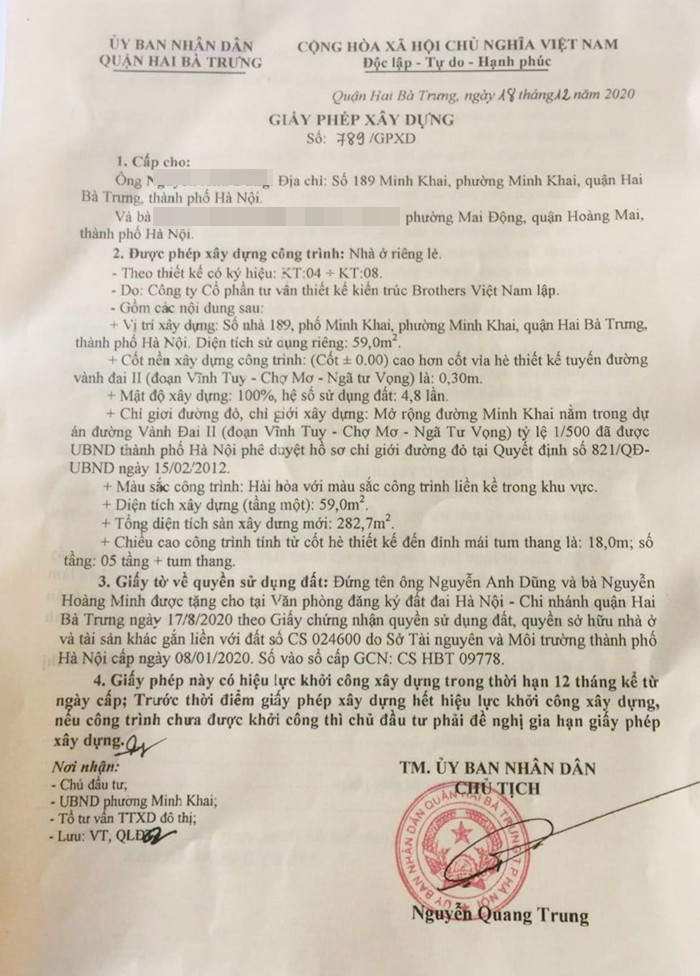 ỦY BAN NHÂN DÂN
QUẬN HAI BÀ TRƯNG
CỘNG HÒA XÃ HỘI CHỦ NGHĨA VIỆT NAM
Độc lập - Tự do - Hạnh phúc
Quận Hai Bà Trưng, ngày 18 tháng 12 năm 2020
GIẤY PHÉP XÂY DỰNG
Số: 789/GPXD
1. Cấp cho:
Ông Địa chỉ: Số 189 Minh Khai, phường Minh Khai, quận Hai
Bà Trưng, thành phố Hà Nội.
Và bà phường Mai Động, quận Hoàng Mai,
thành phố Hà Nội.
2. Được phép xây dựng công trình: Nhà ở riêng lẻ.
- Theo thiết kế có ký hiệu: KT:04 ÷ KT:08.
- Do: Công ty Cổ phần tư vấn thiết kế kiến trúc Brothers Việt Nam lập.
- Gồm các nội dung sau:
+ Vị trí xây dựng: Số nhà 189, phố Minh Khai, phường Minh Khai, quận Hai Bà Trưng,
thành phố Hà Nội. Diện tích sử dụng riêng: 59,0m².
+ Cốt nền xây dựng công trình: (Cốt ± 0.00) cao hơn cốt vỉa hè thiết kế tuyến đường
vành đai II (đoạn Vĩnh Tuy - Chợ Mơ - Ngã tư Vọng) là: 0,30m.
+ Mật độ xây dựng: 100%, hệ số sử dụng đất: 4,8 lần.
+ Chỉ giới đường đỏ, chỉ giới xây dựng: Mở rộng đường Minh Khai nằm trong dự
án đường Vành Đai II (đoạn Vĩnh Tuy - Chợ Mơ - Ngã Tư Vọng) tỷ lệ 1/500 đã được
UBND thành phố Hà Nội phê duyệt hồ sơ chỉ giới đường đỏ tại Quyết định số 821/QĐ-
UBND ngày 15/02/2012.
+ Màu sắc công trình: Hài hòa với màu sắc công trình liền kề trong khu vực.
+ Diện tích xây dựng (tầng một): 59,0m².
+ Tổng diện tích sàn xây dựng mới: 282,7m².
+ Chiều cao công trình tính từ cốt hè thiết kế đến đỉnh mái tum thang là: 18,0m; số
tầng: 05 tầng + tum thang.
3. Giấy tờ về quyền sử dụng đất: Đứng tên ông Nguyễn Anh Dũng và bà Nguyễn
Hoàng Minh được tặng cho tại Văn phòng đăng ký đất đai Hà Nội - Chi nhánh quận Hai
Bà Trưng ngày 17/8/2020 theo Giấy chứng nhận quyền sử dụng đất, quyền sở hữu nhà ở
và tài sản khác gắn liền với đất số CS 024600 do Sở Tài nguyên và Môi trường thành phố
Hà Nội cấp ngày 08/01/2020. Số vào sổ cấp GCN: CS HBT 09778.
4. Giấy phép này có hiệu lực khởi công xây dựng trong thời hạn 12 tháng kể từ
ngày cấp; Trước thời điểm giấy phép xây dựng hết hiệu lực khởi công xây dựng,
nếu công trình chưa được khởi công thì chủ đầu tư phải đề nghị gia hạn giấy phép
xây dựng.
Nơi nhận:
- Chủ đầu tư;
- UBND phường Minh Khai;
- Tổ tư vấn TTXD đô thị;
- Lưu: VT, QLĐT
TM. ỦY BAN NHÂN DÂN
CHỦ TỊCH
ỦY BAN NHÂN DÂN QUẬN HAI BÀ TRƯNG T.P HÀ NỘI
Nguyễn Quang Trung